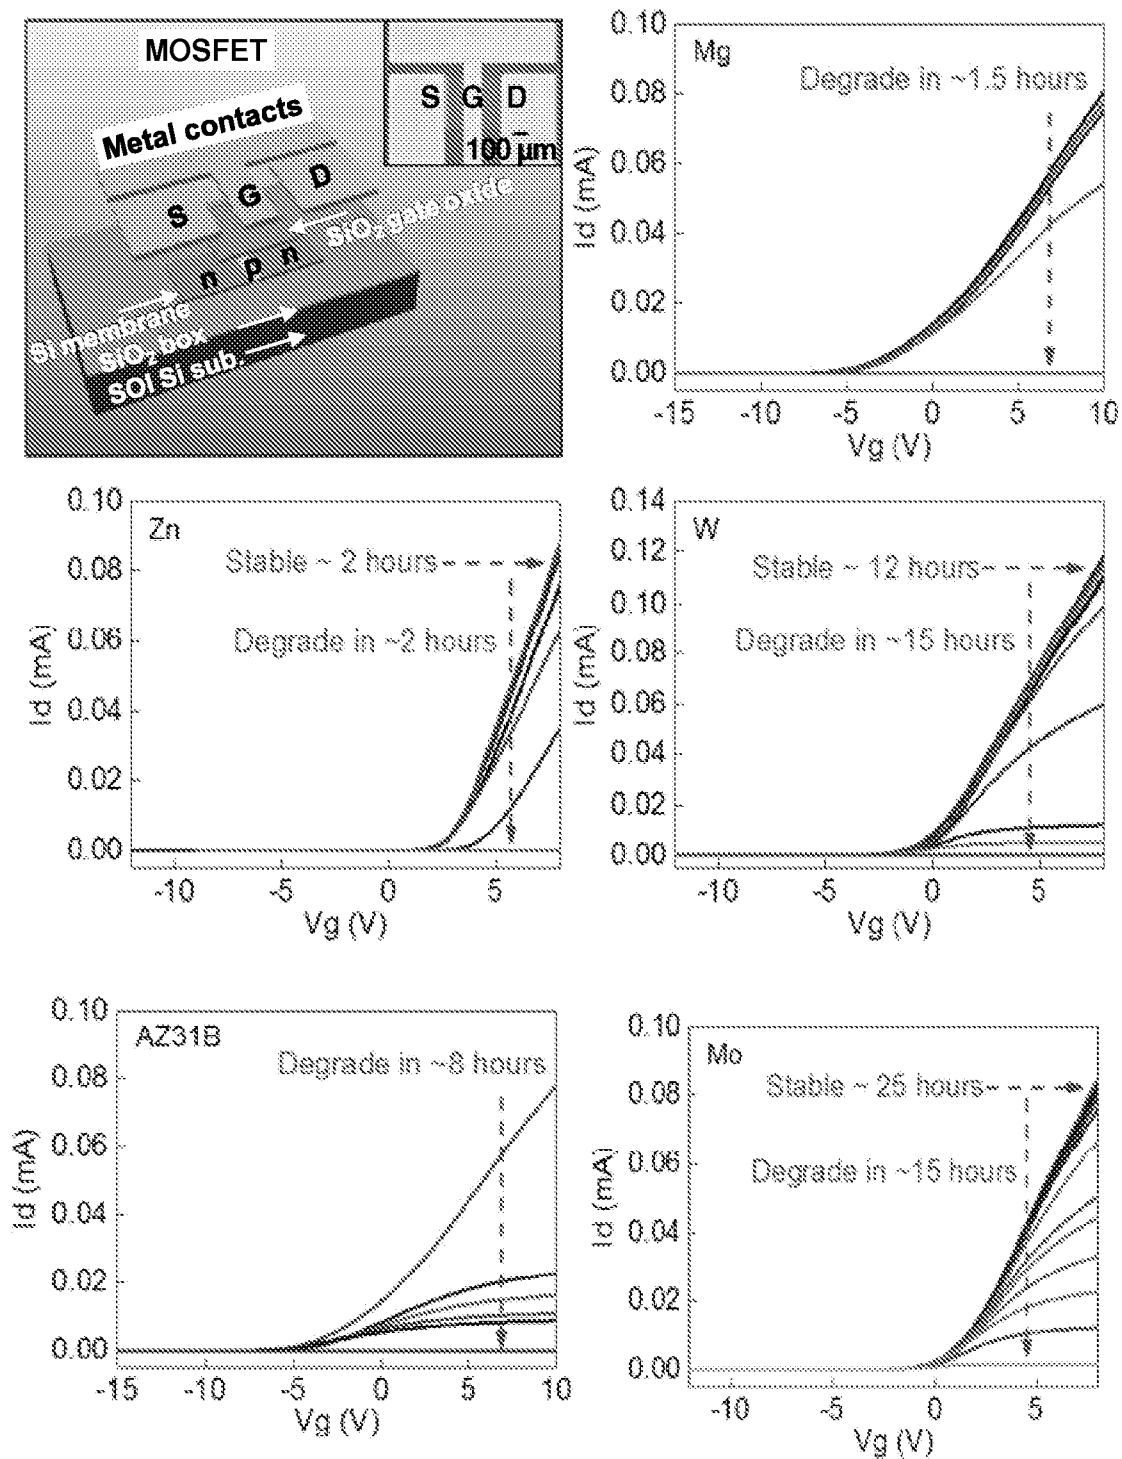 MOSFET
Metal contacts
S G D
SiO₂ gate oxide
n p n
Si membrane
SiO₂ box
SOI Si sub.
S G D
100 µm
Mg
Degrade in ~1.5 hours
0.10
0.08
0.06
0.04
0.02
0.00
Id (mA)
-15 -10 -5 0 5 10
Vg (V)
Zn
Stable ~ 2 hours
Degrade in ~2 hours
0.10
0.08
0.06
0.04
0.02
0.00
Id (mA)
-10 -5 0 5
Vg (V)
W
Stable ~ 12 hours
Degrade in ~15 hours
0.14
0.12
0.10
0.08
0.06
0.04
0.02
0.00
Id (mA)
-10 -5 0 5
Vg (V)
AZ31B
Degrade in ~8 hours
0.10
0.08
0.06
0.04
0.02
0.00
Id (mA)
-15 -10 -5 0 5 10
Vg (V)
Mo
Stable ~ 25 hours
Degrade in ~15 hours
0.10
0.08
0.06
0.04
0.02
0.00
Id (mA)
-10 -5 0 5
Vg (V)